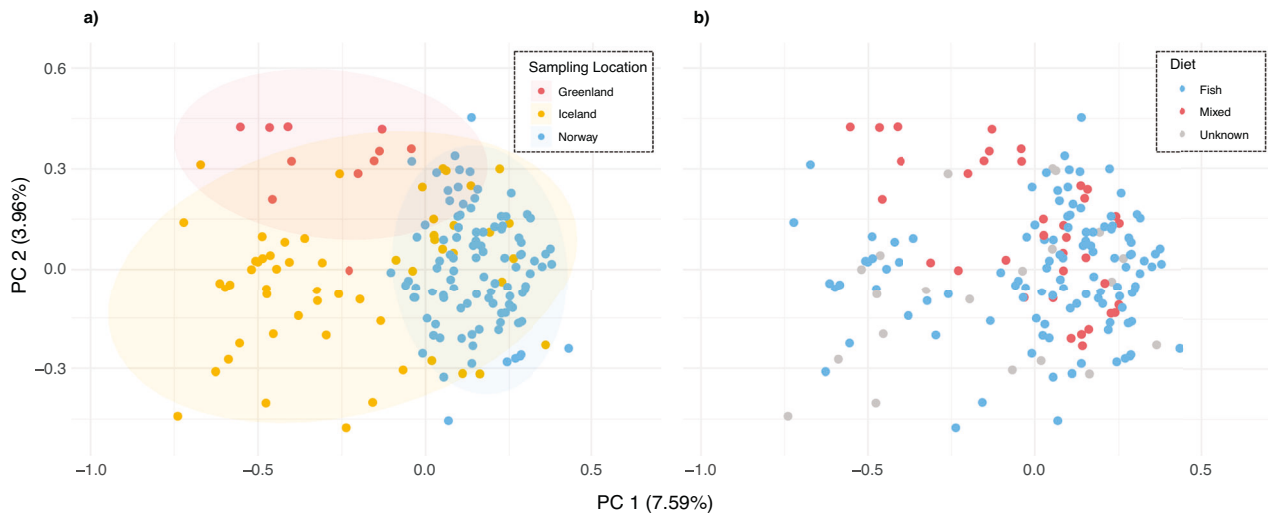 a)
Sampling Location
Greenland
Iceland
Norway
0.6
0.3
0.0
−0.3
−1.0
−0.5
0.0
0.5
PC 2 (3.96%)
b)
Diet
Fish
Mixed
Unknown
−1.0
−0.5
0.0
0.5
PC 1 (7.59%)